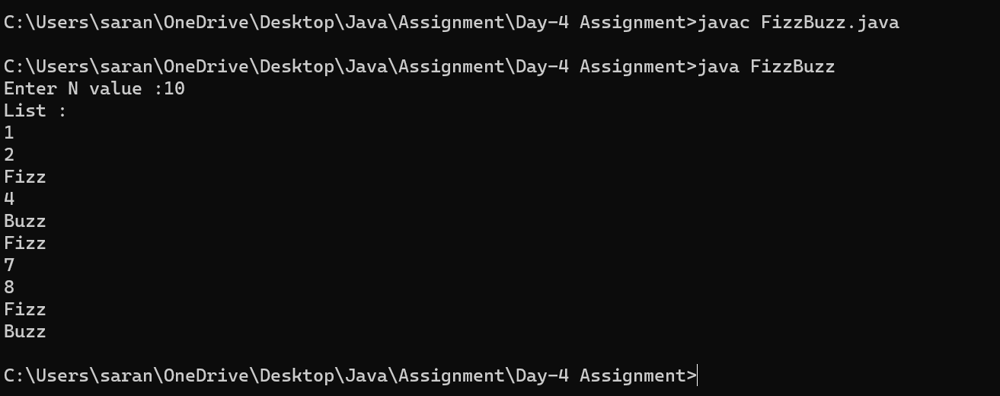 C:\Users\saran\OneDrive\Desktop\Java\Assignment\Day-4 Assignment>javac FizzBuzz.java
C:\Users\saran\OneDrive\Desktop\Java\Assignment\Day-4 Assignment>java FizzBuzz
Enter N value :10
List :
1
2
Fizz
4
Buzz
Fizz
7
8
Fizz
Buzz
C:\Users\saran\OneDrive\Desktop\Java\Assignment\Day-4 Assignment>